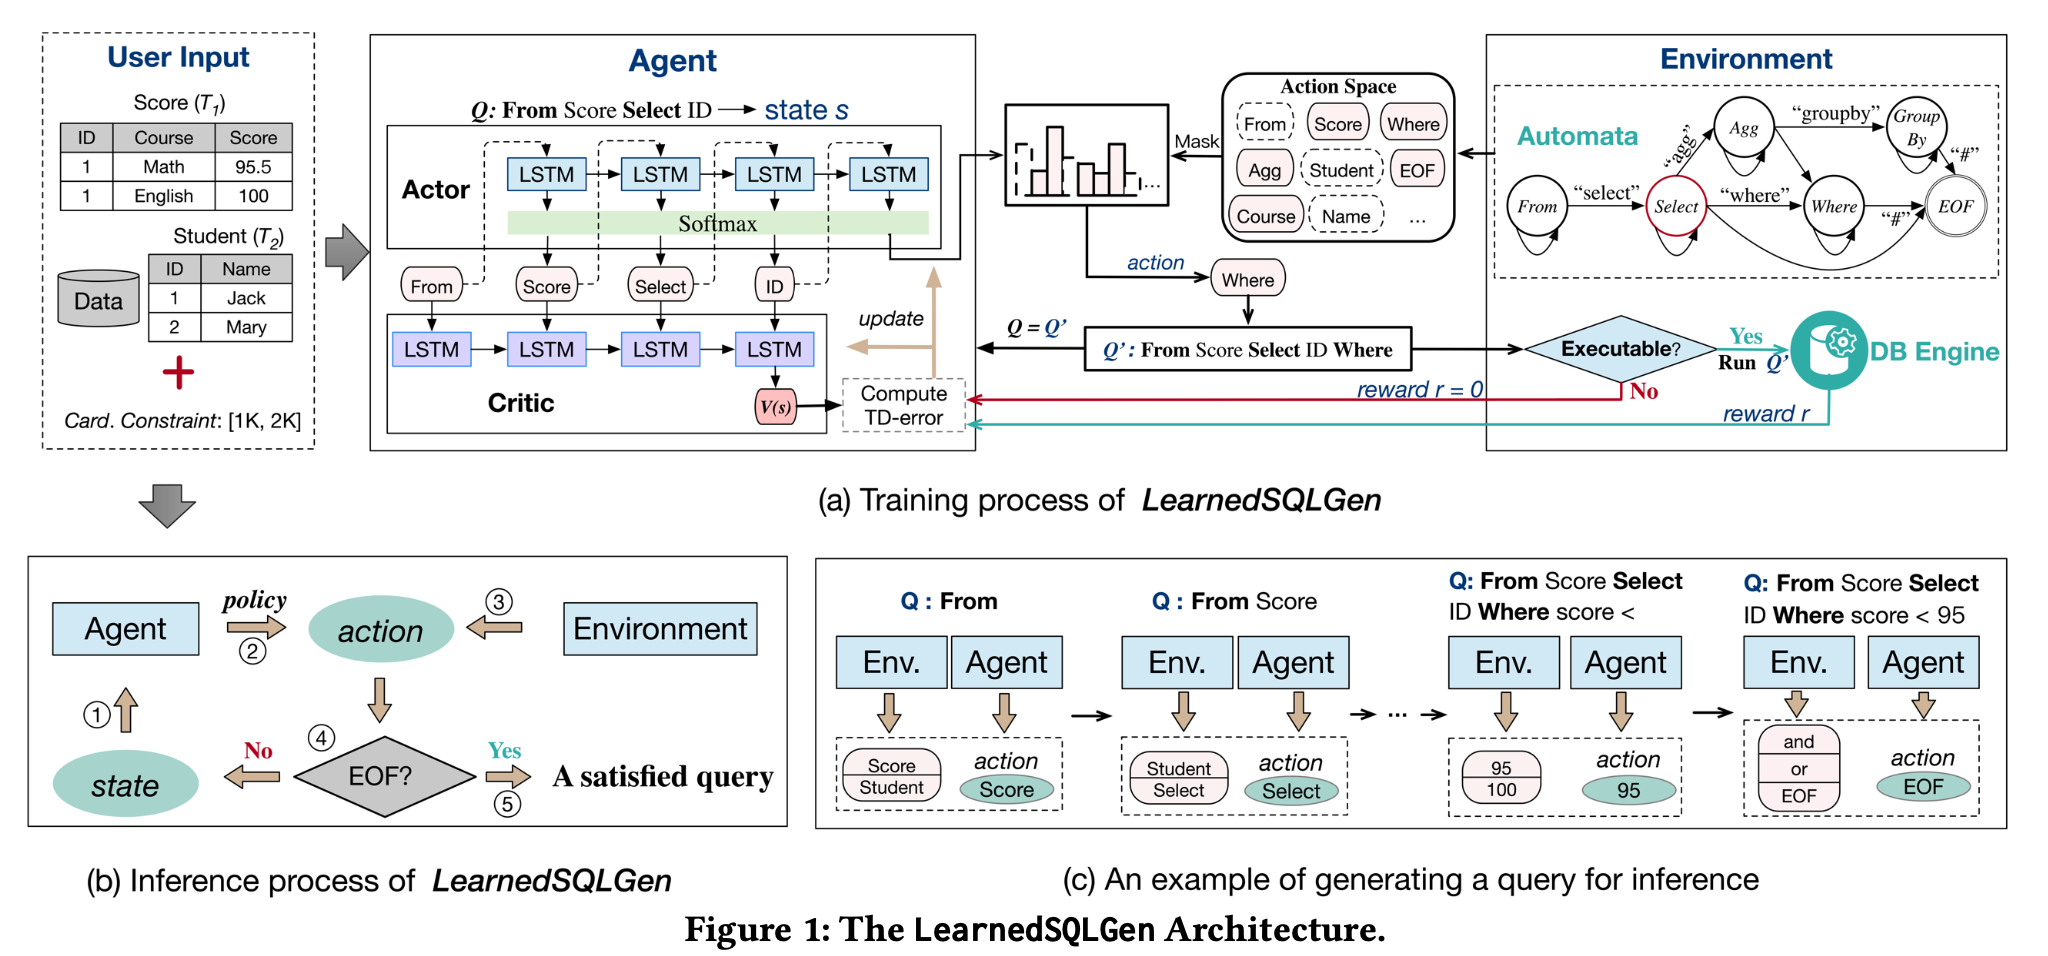 User Input
Score (T1)
ID Course Score
1 Math 95.5
1 English 100
Student (T2)
Data
ID Name
1 Jack
2 Mary
+
Card. Constraint: [1K, 2K]
Agent
Q: From Score Select ID state s
Actor
LSTM LSTM LSTM LSTM
Softmax
From Score Select ID
LSTM LSTM LSTM LSTM
Critic
V(s)
update
Compute
TD-error
Mask
Action Space
From Score Where
Agg Student EOF
Course Name ...
...
action
Where
Q = Q’
Q’ : From Score Select ID Where
reward r = 0
reward r
Environment
Automata
From
“select”
Select
“agg”
Agg
“groupby”
Group
By
“where”
Where
“#”
“#”
EOF
Executable?
Yes
Run Q’
No
DB Engine
(a) Training process of LearnedSQLGen
Agent
policy
2
action
3
Environment
1
state
No
4
EOF?
Yes
5
A satisfied query
(b) Inference process of LearnedSQLGen
Q : From
Env. Agent
Score
Student
action
Score
Q : From Score
Env. Agent
Student
Select
action
Select
...
Q: From Score Select
ID Where score <
Env. Agent
95
100
action
95
Q: From Score Select
ID Where score < 95
Env. Agent
and
or
EOF
action
EOF
(c) An example of generating a query for inference
Figure 1: The LearnedSQLGen Architecture.